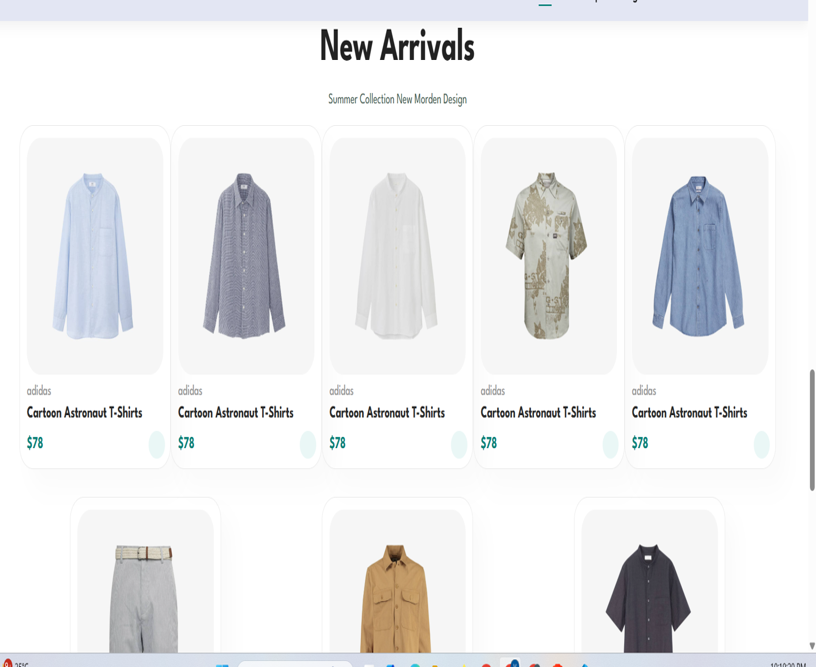 New Arrivals
Summer Collection New Morden Design
adidas adidas adidas adidas adidas
Cartoon Astronaut T-Shirts Cartoon Astronaut T-Shirts Cartoon Astronaut T-Shirts Cartoon Astronaut T-Shirts Cartoon Astronaut T-Shirts
$78 $78 $78 $78 $78